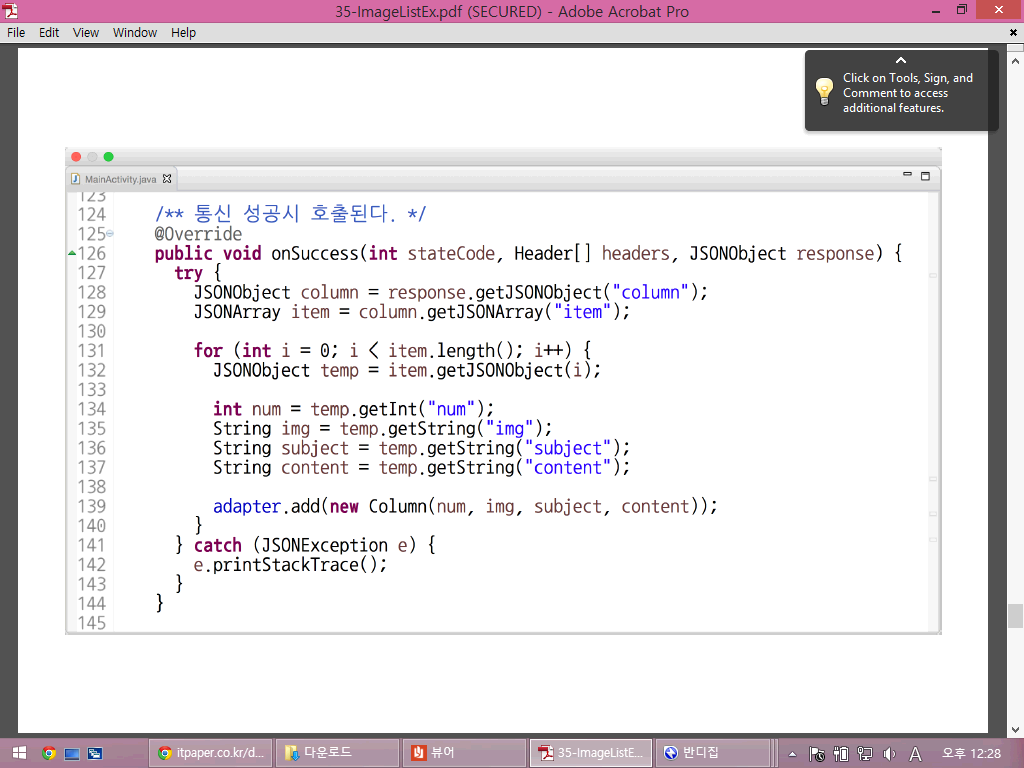 35-ImageListEx.pdf (SECURED) - Adobe Acrobat Pro
File Edit View Window Help
Click on Tools, Sign, and
Comment to access
additional features.
MainActivity.java
123
124 /** 통신 성공시 호출된다. */
125 @Override
126 public void onSuccess(int stateCode, Header[] headers, JSONObject response) {
127 try {
128 JSONObject column = response.getJSONObject("column");
129 JSONArray item = column.getJSONArray("item");
130
131 for (int i = 0; i < item.length(); i++) {
132 JSONObject temp = item.getJSONObject(i);
133
134 int num = temp.getInt("num");
135 String img = temp.getString("img");
136 String subject = temp.getString("subject");
137 String content = temp.getString("content");
138
139 adapter.add(new Column(num, img, subject, content));
140 }
141 } catch (JSONException e) {
142 e.printStackTrace();
143 }
144 }
145
itpaper.co.kr/d... 다운로드 뷰어 35-ImageListE... 반디집 A 오후 12:28